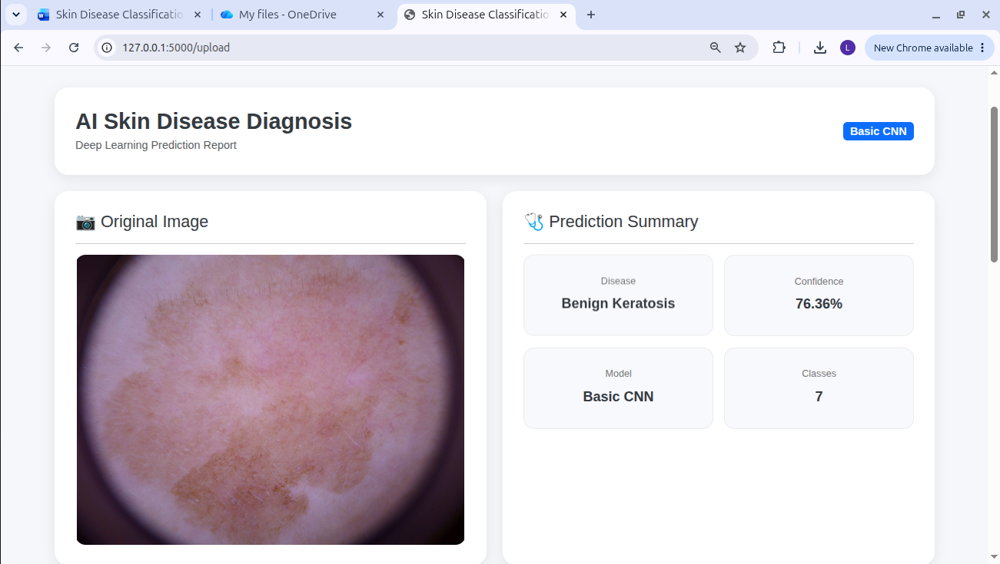 Skin Disease Classificatio
My files - OneDrive
Skin Disease Classificatio
127.0.0.1:5000/upload
L
New Chrome available
AI Skin Disease Diagnosis
Deep Learning Prediction Report
Basic CNN
Original Image
Prediction Summary
Disease
Benign Keratosis
Confidence
76.36%
Model
Basic CNN
Classes
7